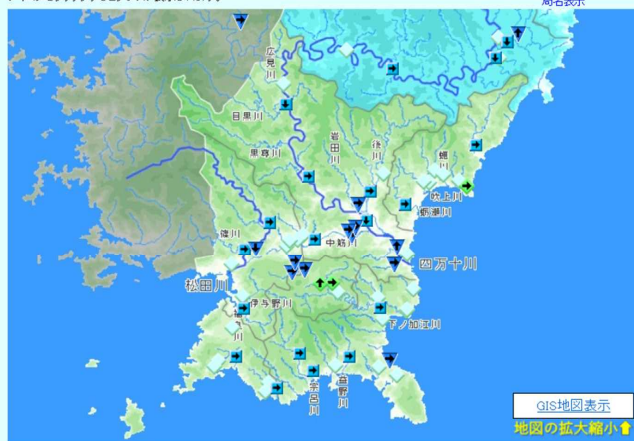 局名表示
広見川
目黒川
黒尊川
岩田川
後川
蜷川
吹上川
蛎瀬川
篠川
中筋川
四万十川
松田川
伊与野川
下ノ加江川
宗呂川
益野川
GIS地図表示
地図の拡大縮小